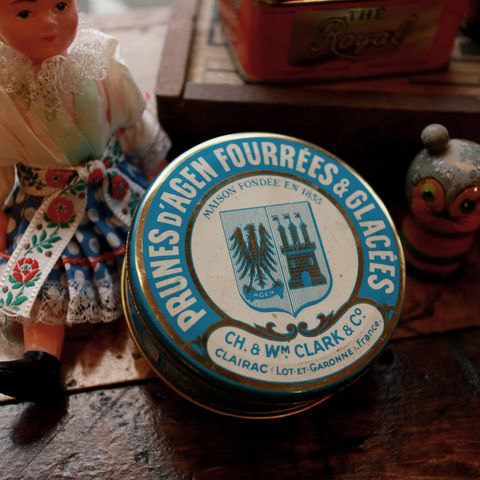 THÉ
Royal
PRUNES D'AGEN FOURRÉES & GLACÉES
MAISON FONDÉE EN 1835
AGEN
CH. & WM CLARK & CO
CLAIRAC (LOT-ET-GARONNE), France.